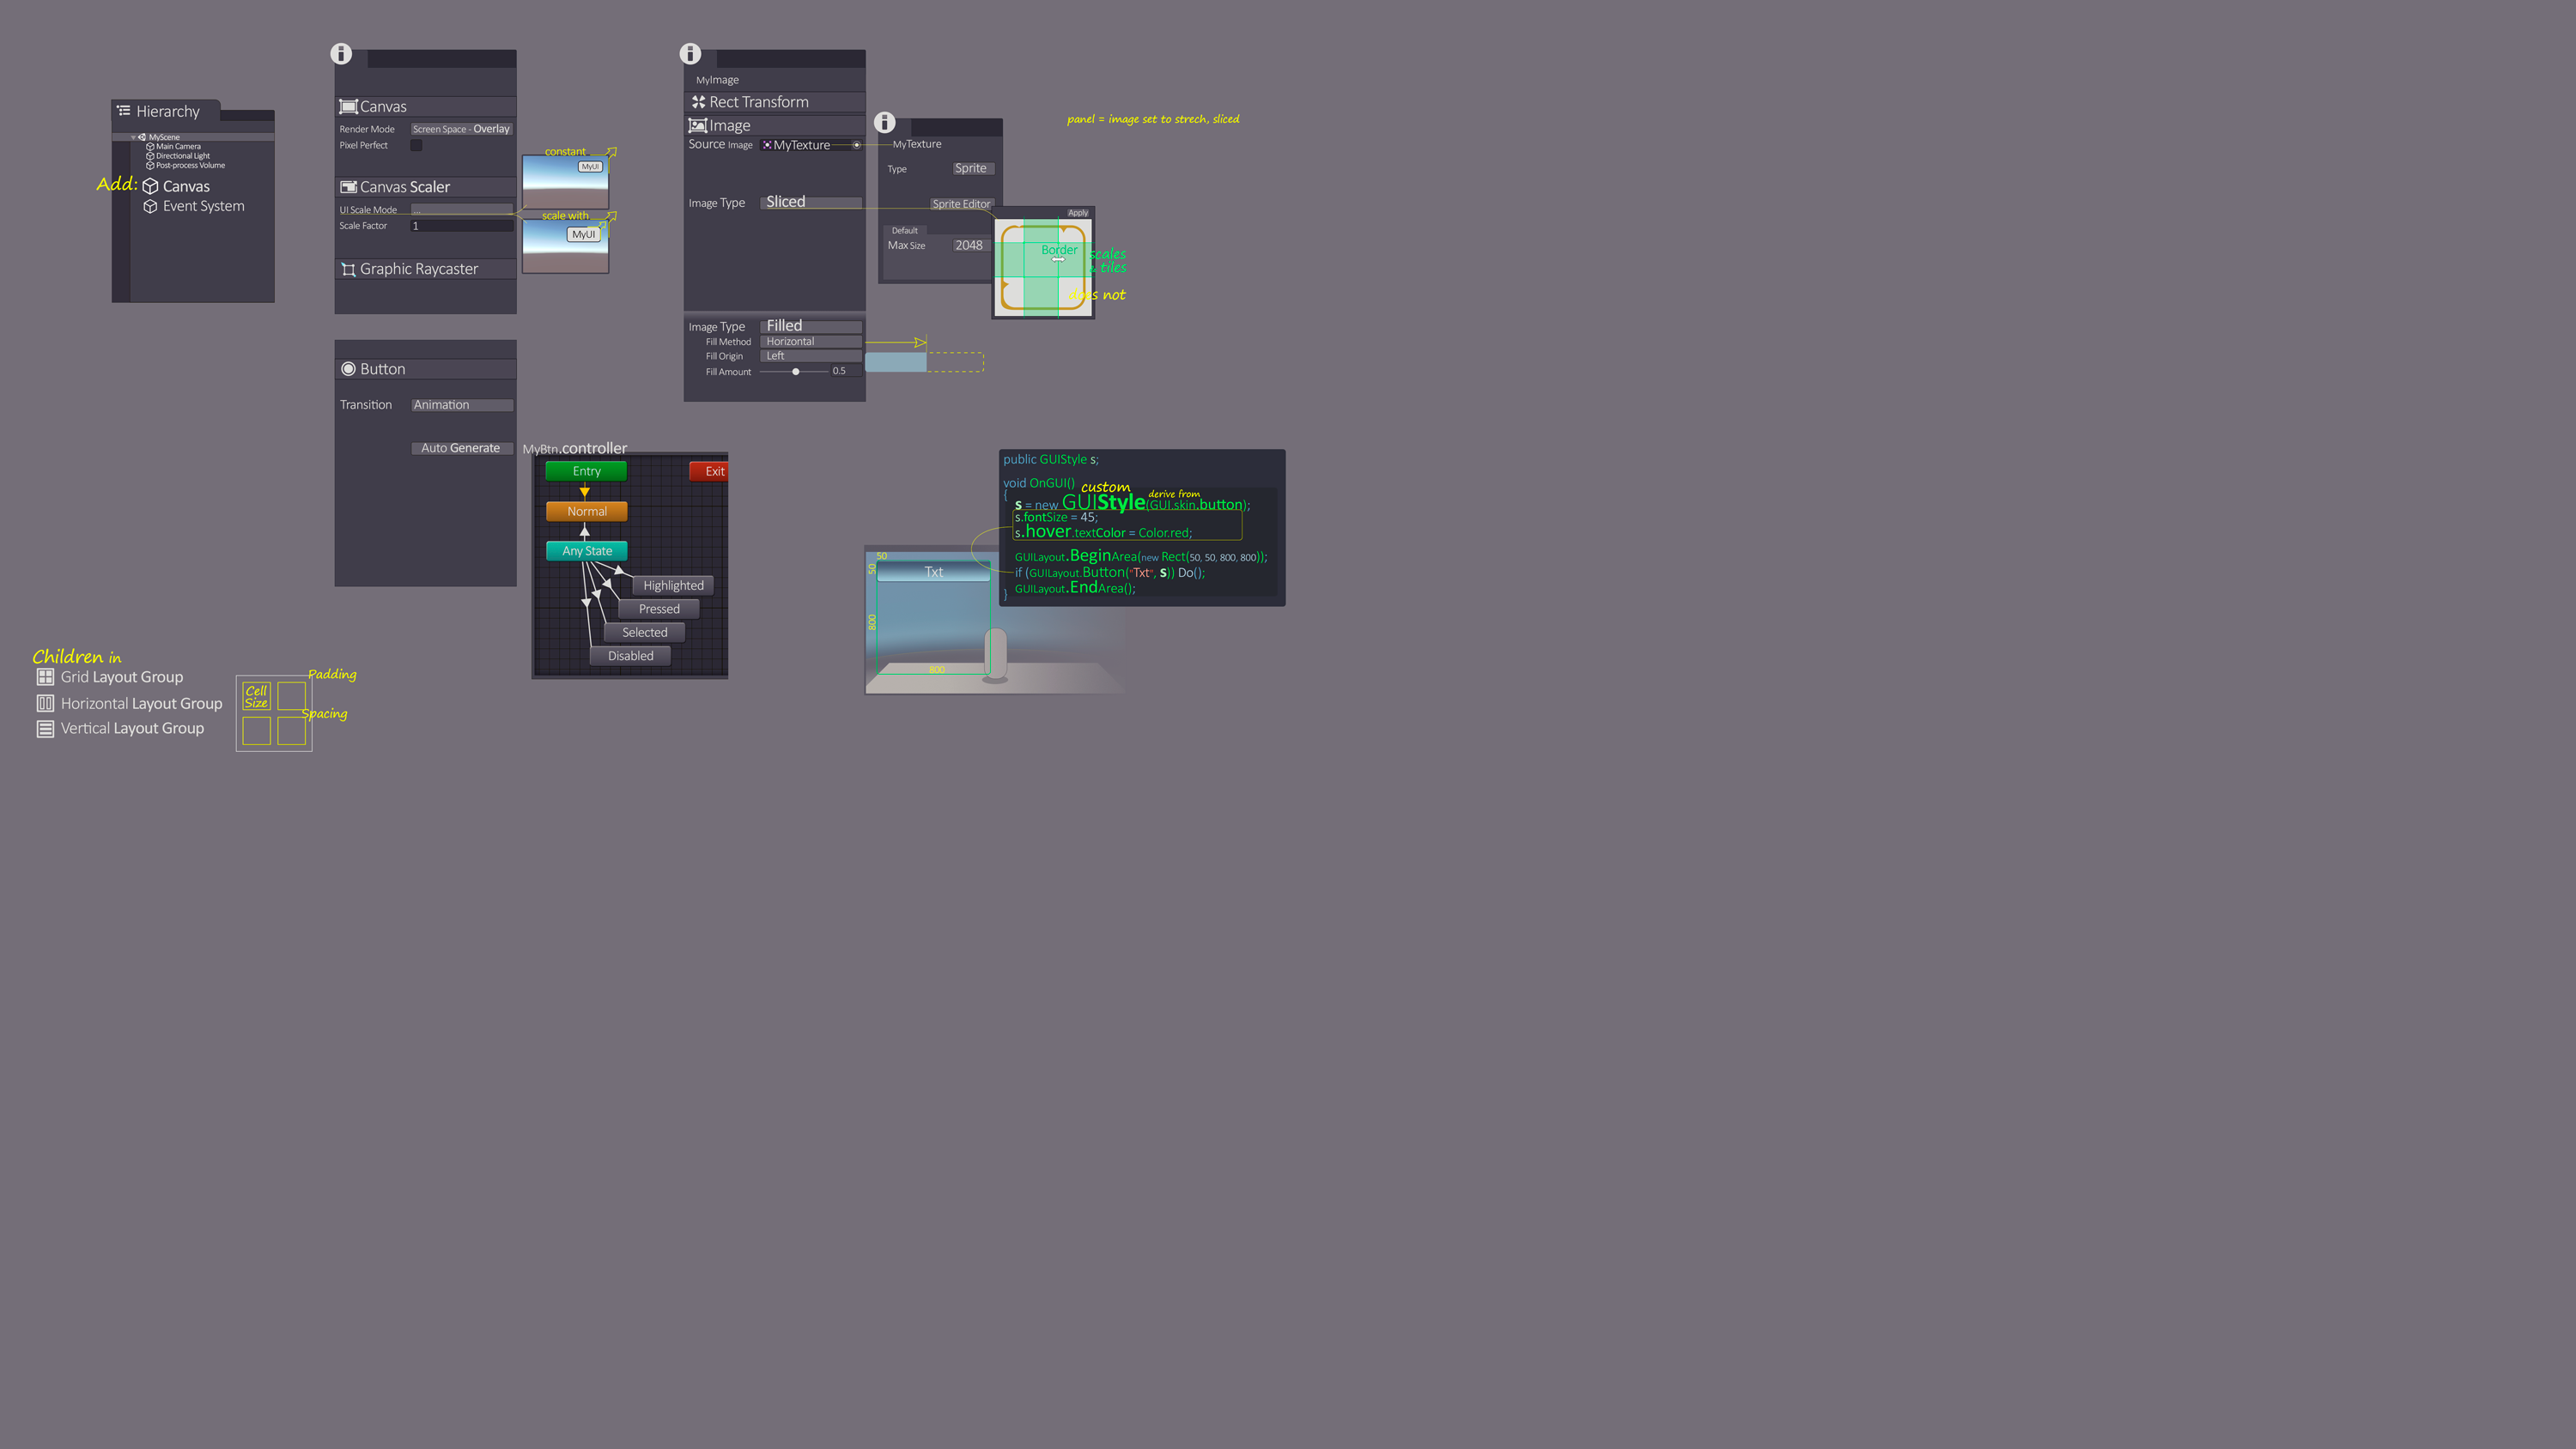 Hierarchy
MyScene
Main Camera
Directional Light
Post-process Volume
Add:
Canvas
Event System
Canvas
Render Mode Screen Space - Overlay
Pixel Perfect
Canvas Scaler
UI Scale Mode ...
Scale Factor 1
Graphic Raycaster
constant
MyUI
scale with
MyUI
Button
Transition Animation
Auto Generate
MyBtn.controller
Entry
Exit
Normal
Any State
Highlighted
Pressed
Selected
Disabled
MyImage
Rect Transform
Image
Source Image MyTexture
Image Type Sliced
Image Type Filled
Fill Method Horizontal
Fill Origin Left
Fill Amount 0.5
MyTexture
Type Sprite
Sprite Editor
Default
Max Size 2048
Apply
Border
scales
& tiles
does not
panel = image set to strech, sliced
public GUIStyle s;
void OnGUI()
{
custom
derive from
s = new GUIStyle(GUI.skin.button);
s.fontSize = 45;
s.hover.textColor = Color.red;
GUILayout.BeginArea(new Rect(50, 50, 800, 800));
if (GUILayout.Button("Txt", s)) Do();
GUILayout.EndArea();
}
50
50
Txt
800
800
Children in
Grid Layout Group
Horizontal Layout Group
Vertical Layout Group
Cell
Size
Padding
Spacing